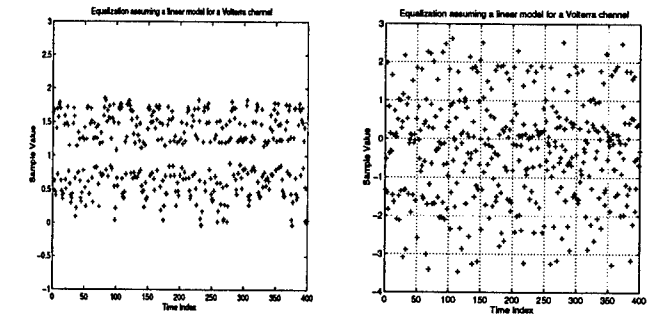 Equalization assuming a linear model for a Volterra channel
3
2.5
2
1.5
1
0.5
0
-0.5
-1
Sample Value
0 50 100 150 200 250 300 350 400
Time Index
Equalization assuming a linear model for a Volterra channel
3
2
1
0
-1
-2
-3
-4
Sample Value
0 50 100 150 200 250 300 350 400
Time Index